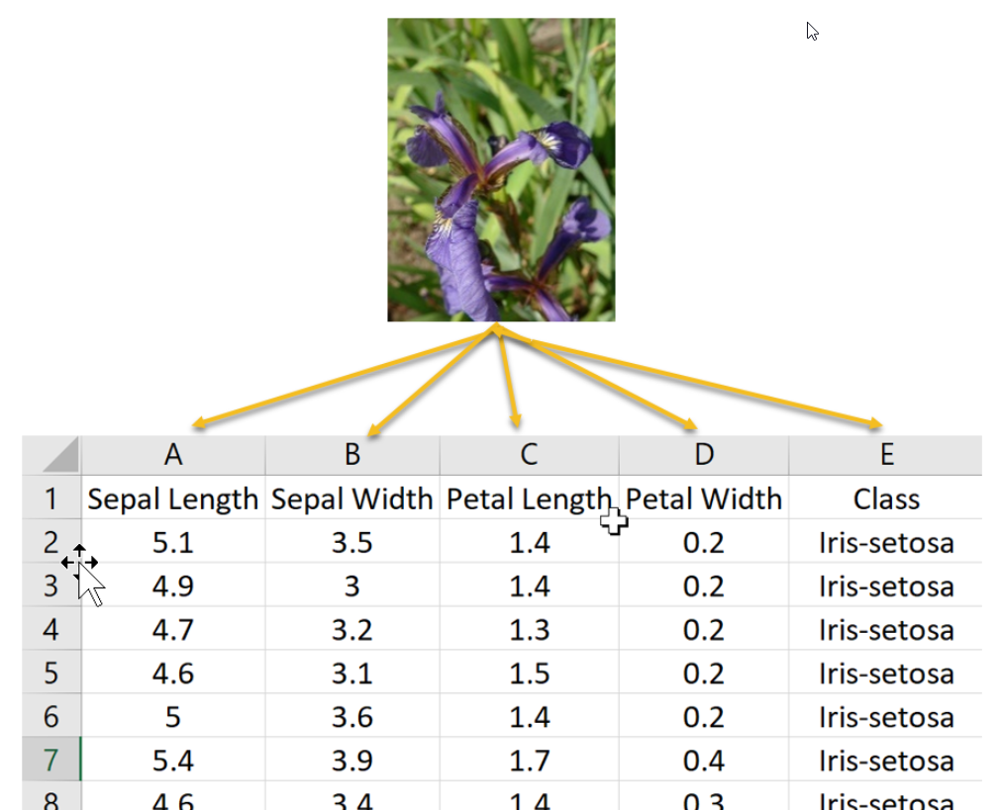 A B C D E
1 Sepal Length Sepal Width Petal Length Petal Width Class
2 5.1 3.5 1.4 0.2 Iris-setosa
3 4.9 3 1.4 0.2 Iris-setosa
4 4.7 3.2 1.3 0.2 Iris-setosa
5 4.6 3.1 1.5 0.2 Iris-setosa
6 5 3.6 1.4 0.2 Iris-setosa
7 5.4 3.9 1.7 0.4 Iris-setosa
8 4.6 3.4 1.4 0.3 Iris-setosa